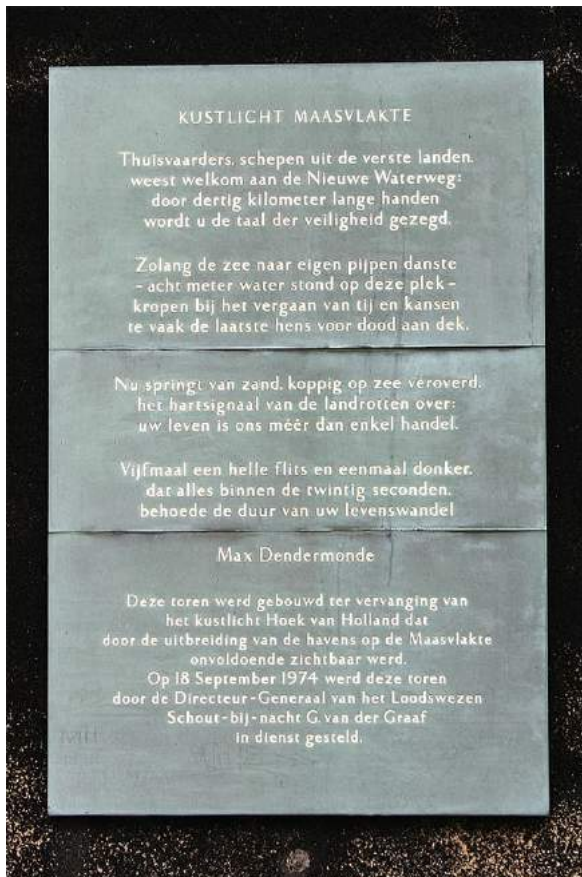 KUSTLICHT MAASVLAKTE
Thuisvaarders, schepen uit de verste landen,
weest welkom aan de Nieuwe Waterweg:
door dertig kilometer lange handen
wordt u de taal der veiligheid gezegd.
Zolang de zee naar eigen pijpen danste
- acht meter water stond op deze plek -
kropen bij het vergaan van tij en kansen
te vaak de laatste hens voor dood aan dek.
Nu springt van zand, koppig op zee veroverd,
het hartsignaal van de landrotten over:
uw leven is ons méér dan enkel handel.
Vijfmaal een helle flits en eenmaal donker,
dat alles binnen de twintig seconden,
behoede de duur van uw levenswandel
Max Dendermonde
Deze toren werd gebouwd ter vervanging van
het kustlicht Hoek van Holland dat
door de uitbreiding van de havens op de Maasvlakte
onvoldoende zichtbaar werd.
Op 18 September 1974 werd deze toren
door de Directeur-Generaal van het Loodswezen
Schout-bij-nacht G. van der Graaf
in dienst gesteld.